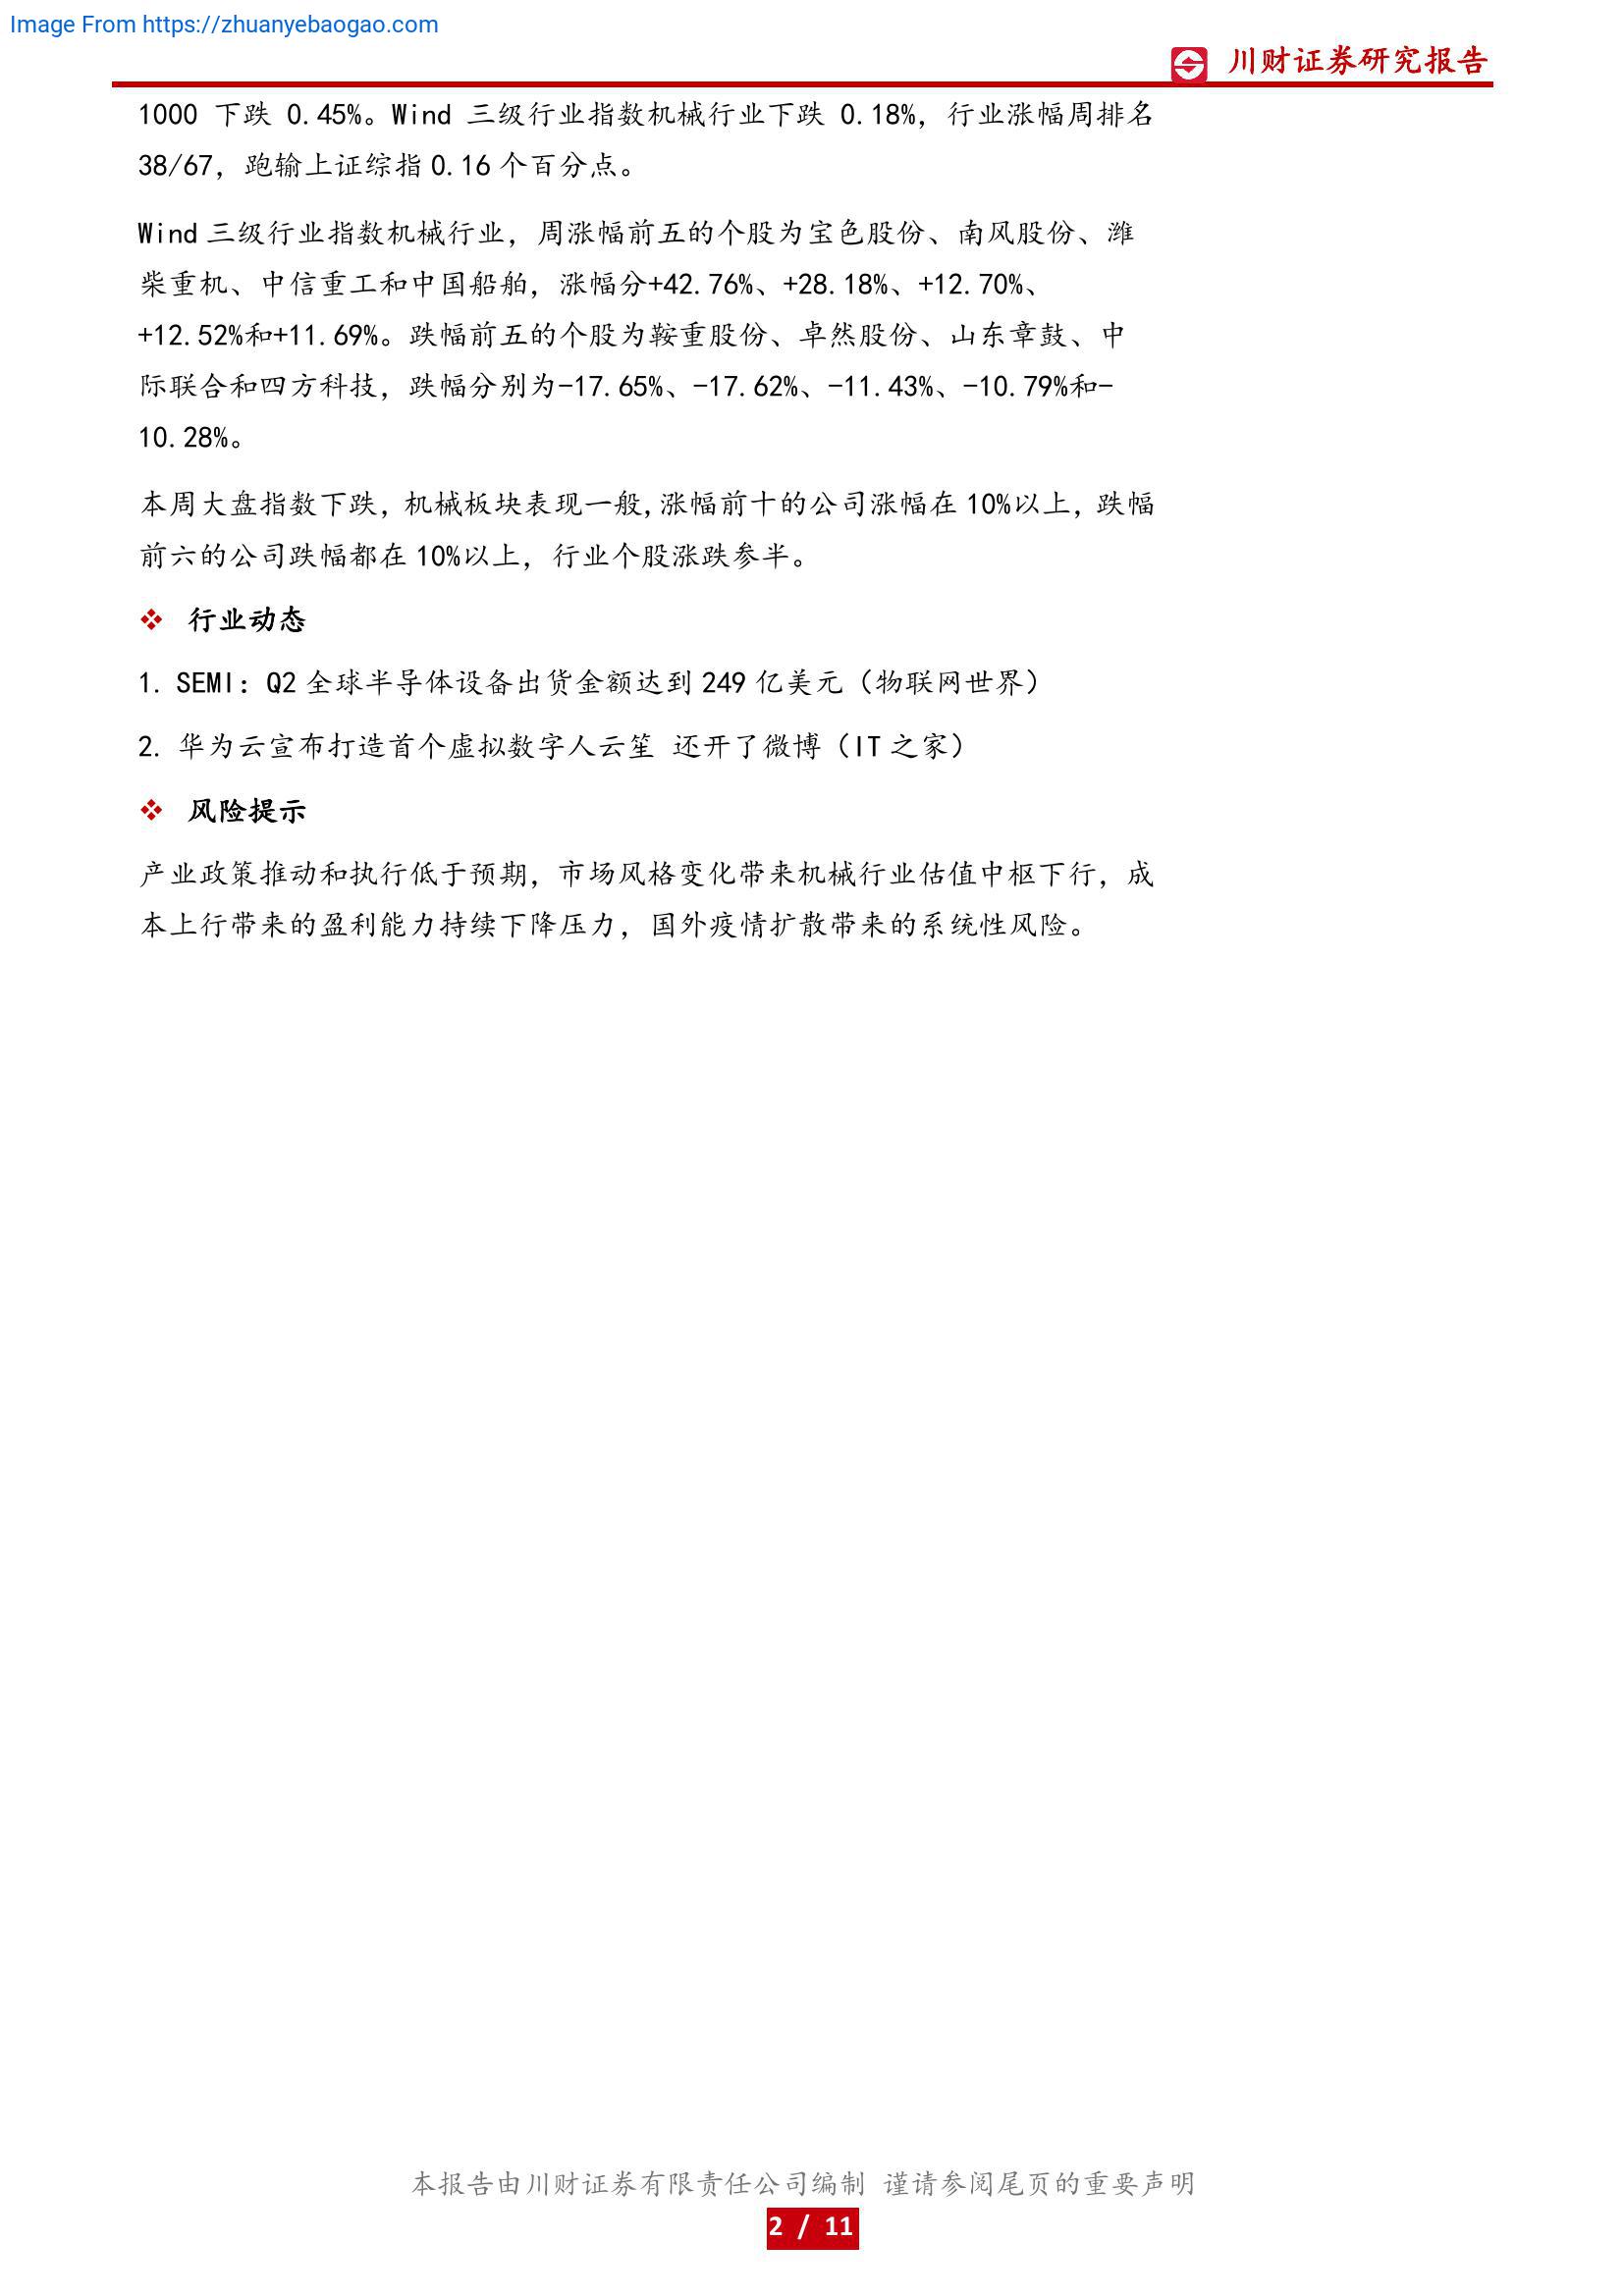 Image From https://zhuanyebaogao.com
川财证券研究报告
1000 下跌 0.45%。Wind 三级行业指数机械行业下跌 0.18%，行业涨幅周排名
38/67，跑输上证综指0.16个百分点。
Wind三级行业指数机械行业，周涨幅前五的个股为宝色股份、南风股份、潍
柴重机、中信重工和中国船舶，涨幅分+42.76%、+28.18%、+12.70%、
+12.52%和+11.69%。跌幅前五的个股为鞍重股份、卓然股份、山东章鼓、中
际联合和四方科技，跌幅分别为-17.65%、-17.62%、-11.43%、-10.79%和-
10.28%。
本周大盘指数下跌，机械板块表现一般,涨幅前十的公司涨幅在10%以上，跌幅
前六的公司跌幅都在10%以上，行业个股涨跌参半。
❖ 行业动态
1. SEMI：Q2全球半导体设备出货金额达到249亿美元（物联网世界）
2. 华为云宣布打造首个虚拟数字人云笙 还开了微博（IT之家）
❖ 风险提示
产业政策推动和执行低于预期，市场风格变化带来机械行业估值中枢下行，成
本上行带来的盈利能力持续下降压力，国外疫情扩散带来的系统性风险。
本报告由川财证券有限责任公司编制 谨请参阅尾页的重要声明
2 / 11